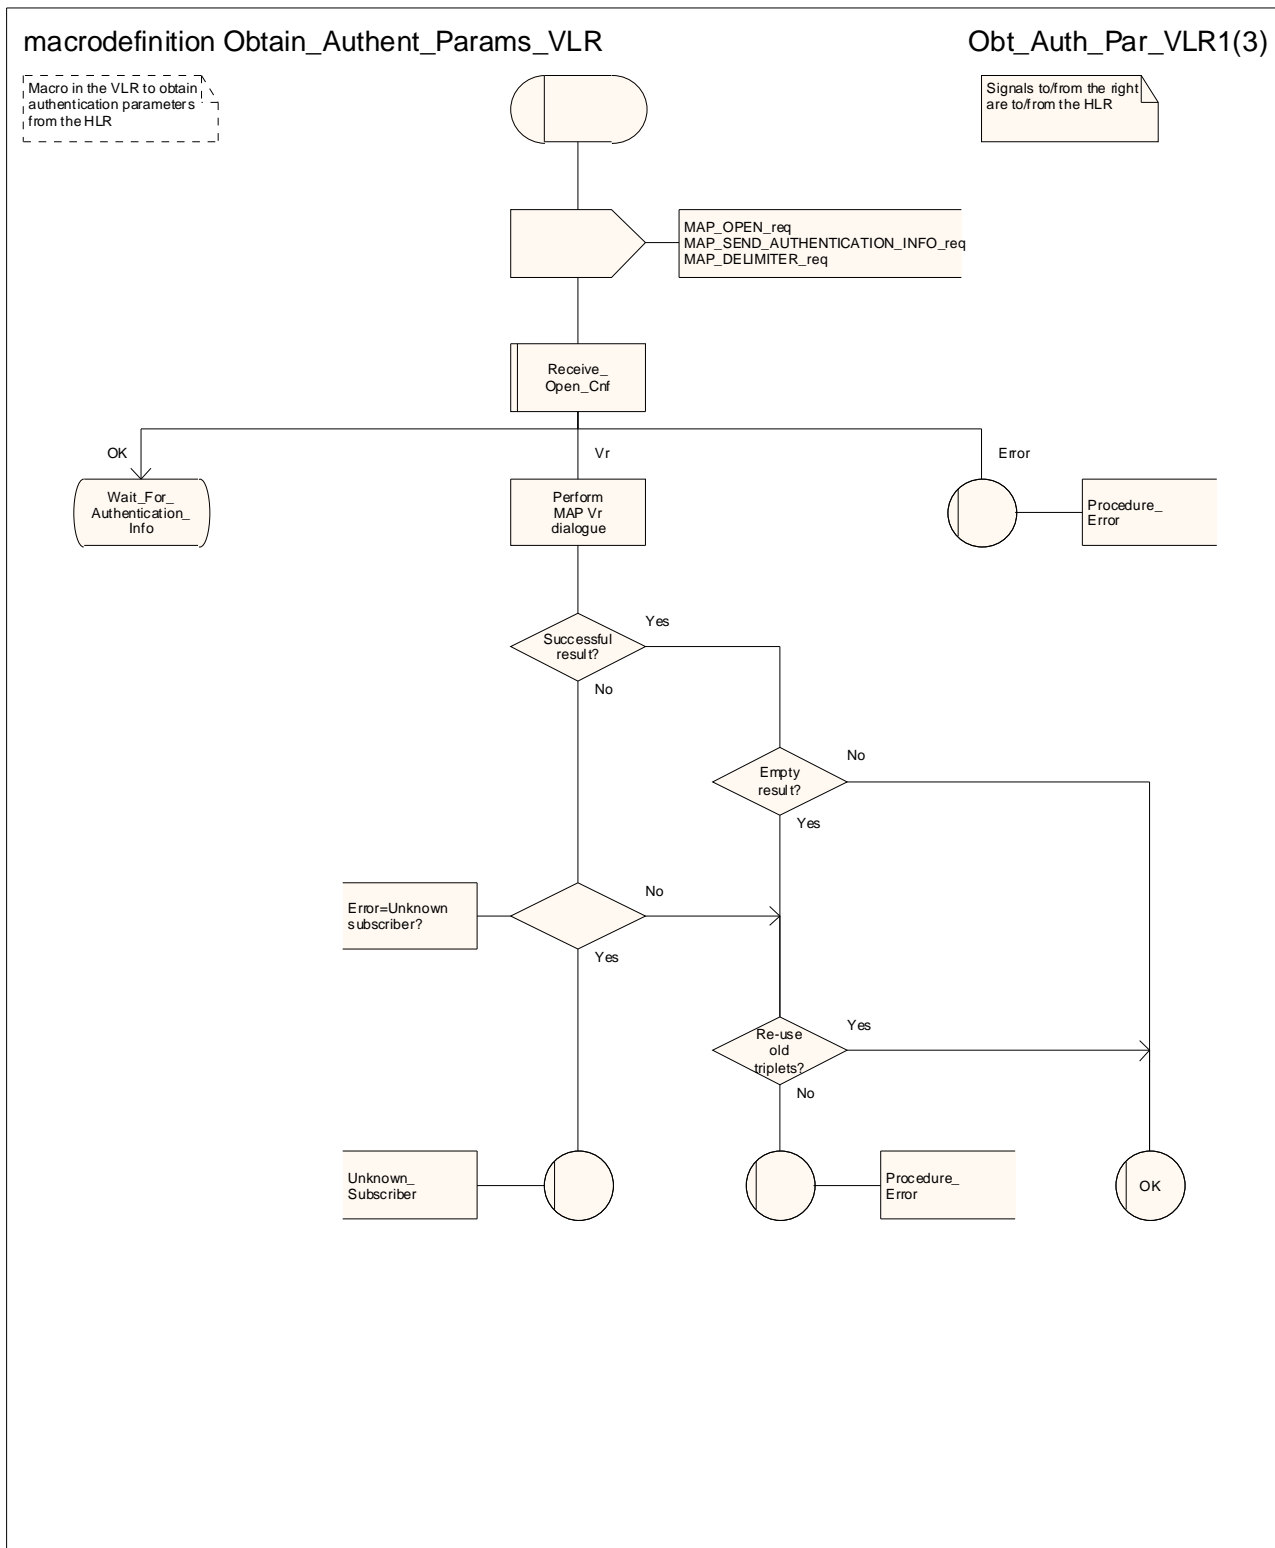 macrodefinition Obtain_Authent_Params_VLR
Obt_Auth_Par_VLR1(3)
Macro in the VLR to obtain
authentication parameters
from the HLR
Signals to/from the right
are to/from the HLR
MAP_OPEN_req
MAP_SEND_AUTHENTICATION_INFO_req
MAP_DELIMITER_req
Receive_
Open_Cnf
OK
Vr
Error
Wait_For_
Authentication_
Info
Perform
MAP Vr
dialogue
Procedure_
Error
Successful
result?
Yes
No
Empty
result?
No
Yes
Error=Unknown
subscriber?
No
Yes
Re-use
old
triplets?
Yes
No
Unknown_
Subscriber
Procedure_
Error
OK